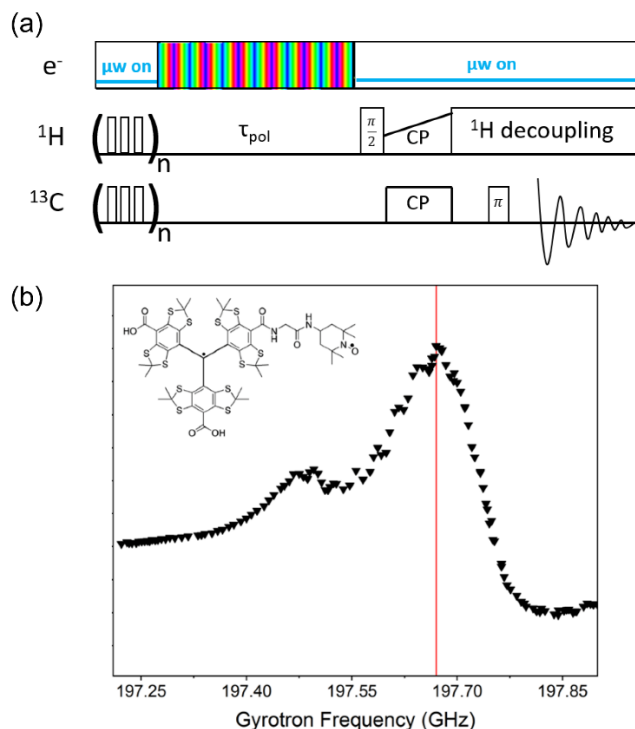 (a)
e⁻ μw on μw on
¹H ( )n τpol π/2 CP ¹H decoupling
¹³C ( )n CP π
(b)
O HO S S S S S S S S S S S S O N H O H N N O
O OH
197.25 197.40 197.55 197.70 197.85
Gyrotron Frequency (GHz)